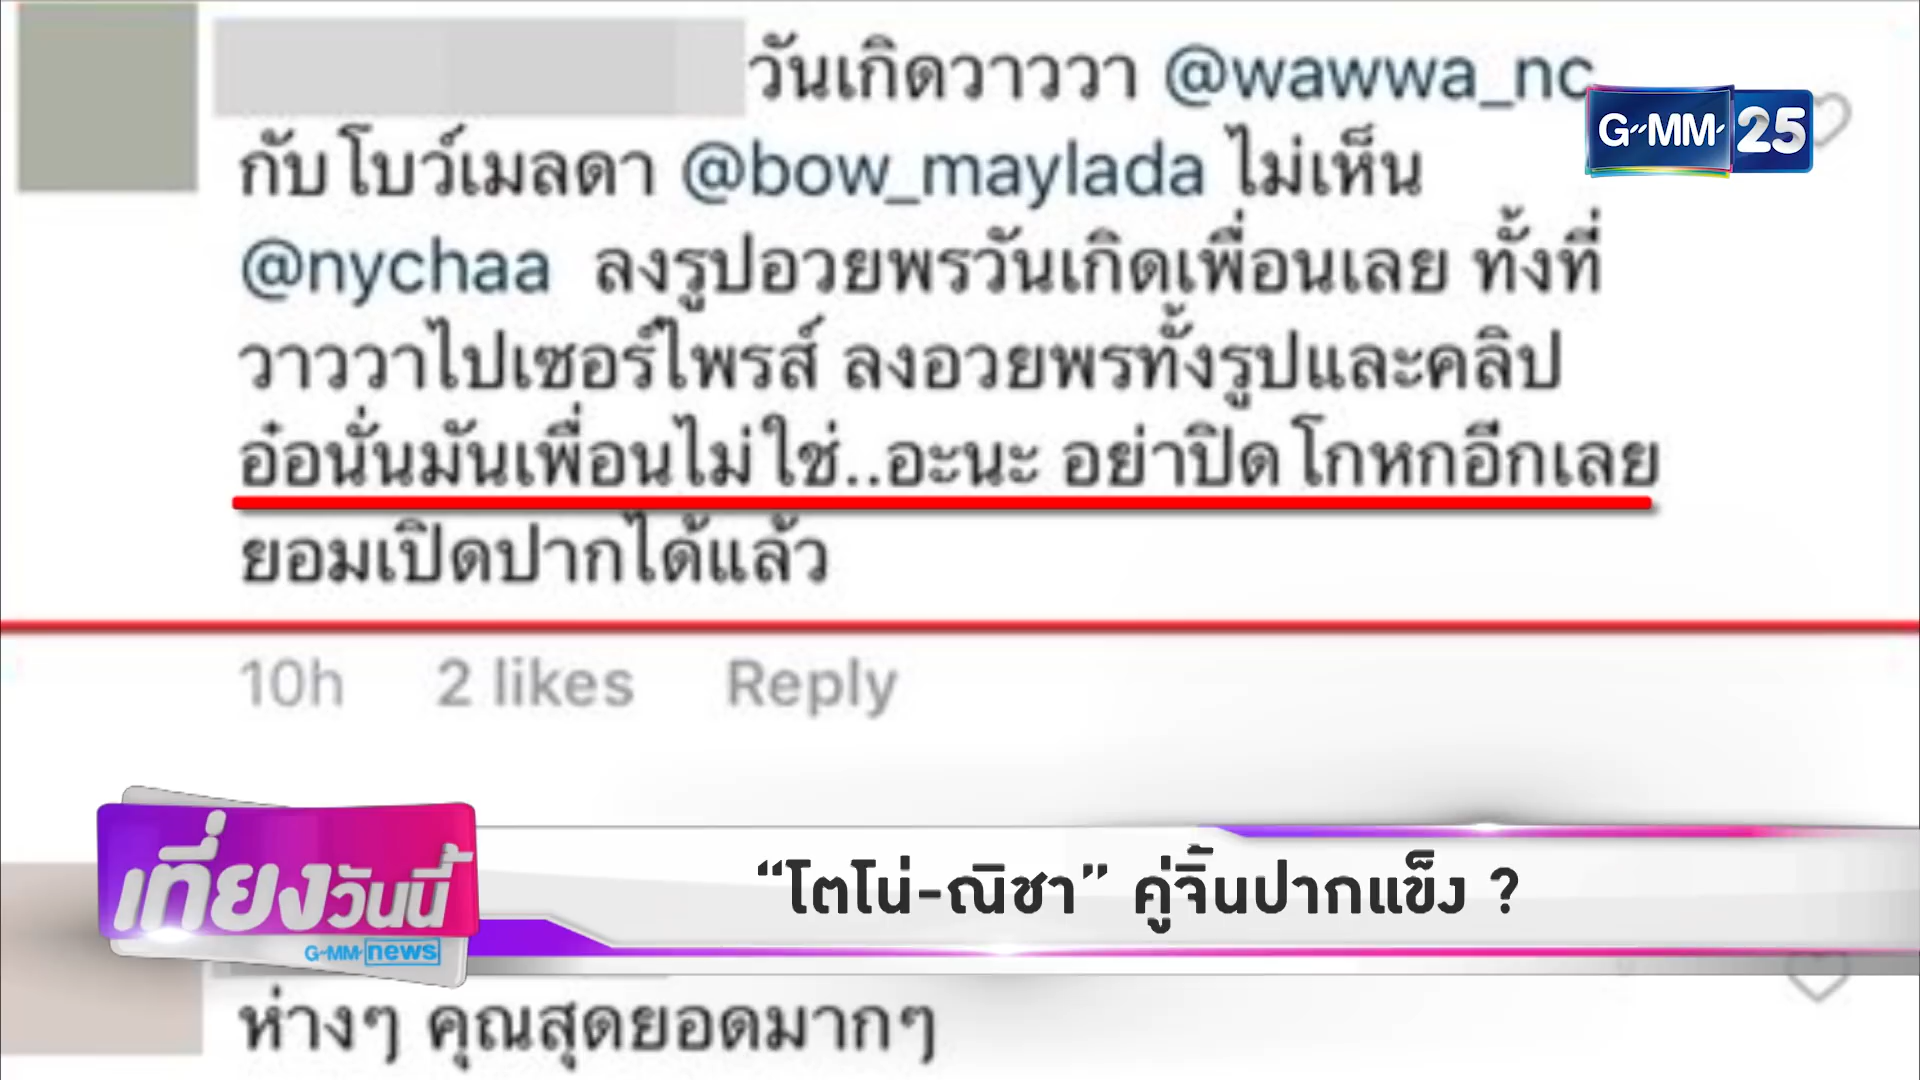 วันเกิดวาววา @wawwa_nc
G-MM 25
กับโบว์เมลดา @bow_maylada ไม่เห็น
@nychaa ลงรูปอวยพรวันเกิดเพื่อนเลย ทั้งที่
วาววาไปเซอร์ไพรส์ ลงอวยพรทั้งรูปและคลิป
อ๋อนั่นมันเพื่อนไม่ใช่..อะนะ อย่าปิดโกหกอีกเลย
ยอมเปิดปากได้แล้ว
10h 2 likes Reply
เที่ยงวันนี้
G-MM news
“โตโน่-ณิชา” คู่จิ้นปากแข็ง ?
ห่างๆ คุณสุดยอดมากๆ